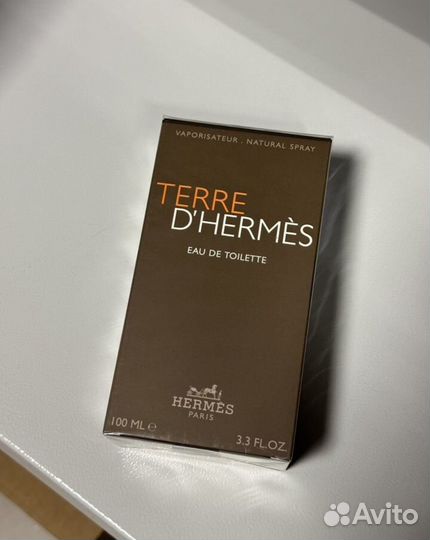 VAPORISATEUR . NATURAL SPRAY
TERRE
D'HERMÈS
EAU DE TOILETTE
HERMÈS
PARIS
100 ML ℮
3.3 FL.OZ.
Avito